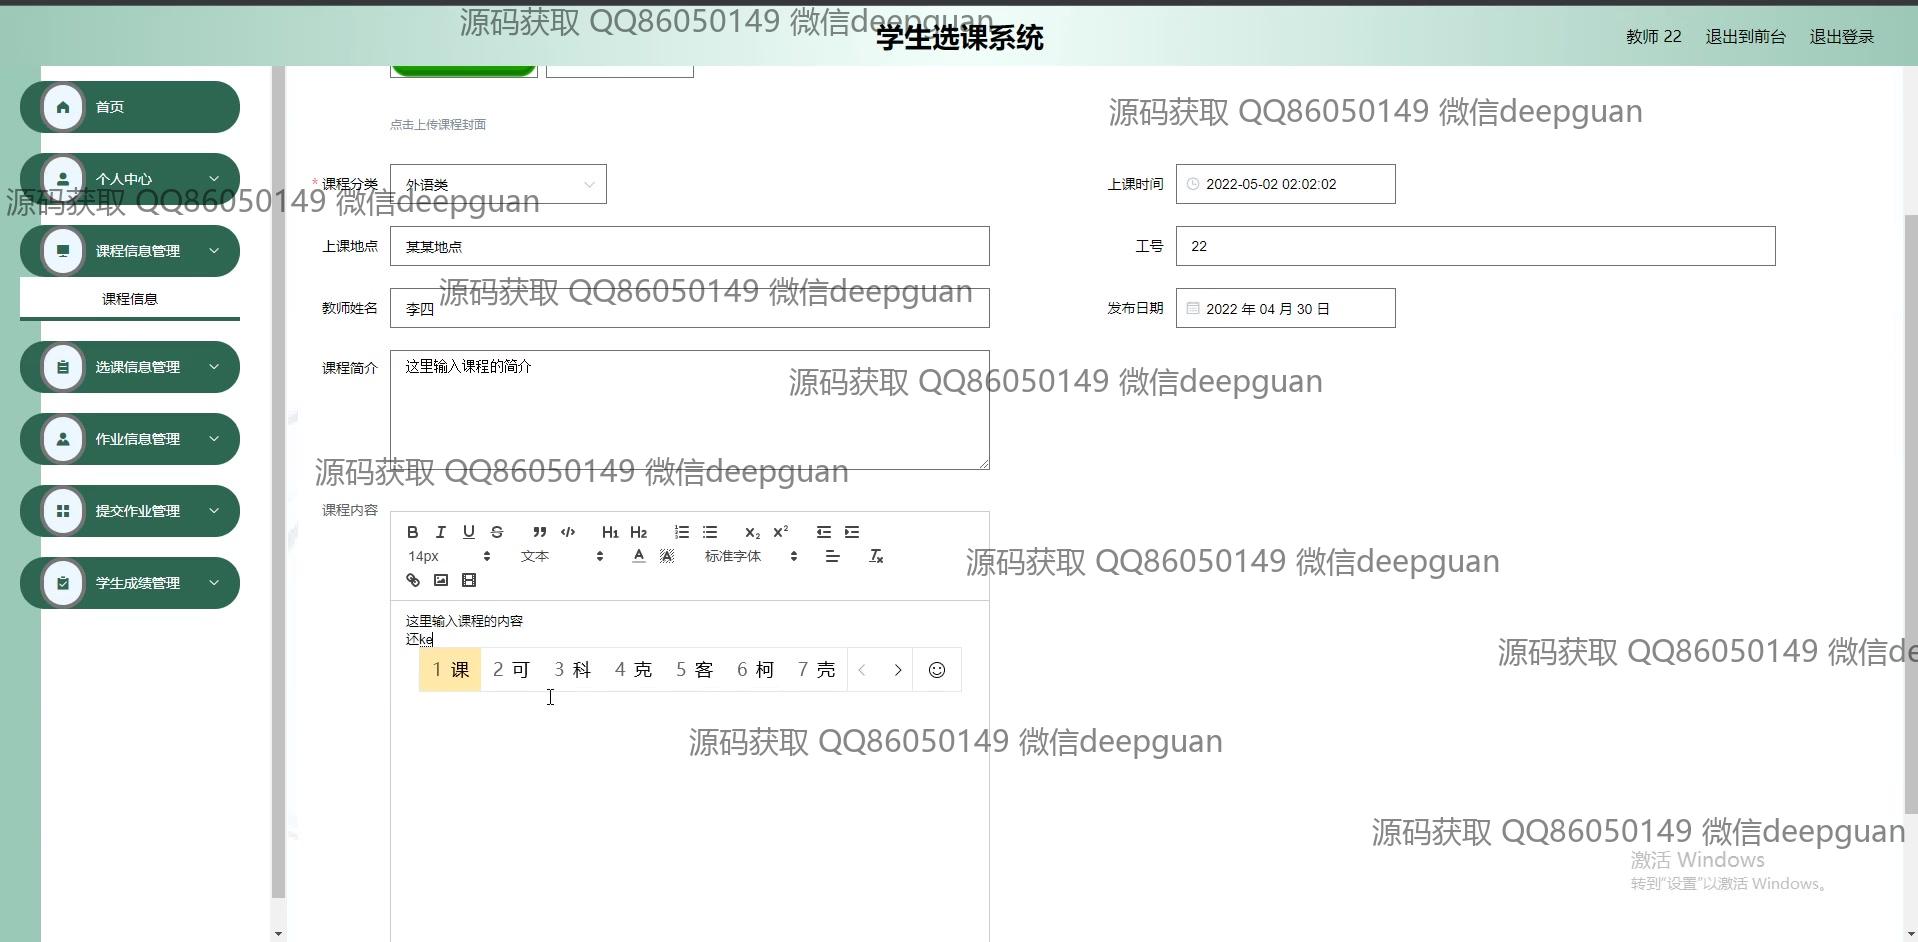 源码获取 QQ86050149 微信deepguan
学生选课系统
教师 22 退出到前台 退出登录
首页
点击上传课程封面
源码获取 QQ86050149 微信deepguan
个人中心
* 课程分类 外语类
上课时间 2022-05-02 02:02:02
源码获取 QQ86050149 微信deepguan
课程信息管理
上课地点 某某地点
工号 22
课程信息
源码获取 QQ86050149 微信deepguan
教师姓名 李四
发布日期 2022 年 04 月 30 日
选课信息管理
课程简介 这里输入课程的简介
源码获取 QQ86050149 微信deepguan
作业信息管理
源码获取 QQ86050149 微信deepguan
提交作业管理
课程内容
B I U S H1 H2 X2 X2
14px 文本 A A 标准字体 Tx
源码获取 QQ86050149 微信deepguan
学生成绩管理
这里输入课程的内容
还ke
1 课 2 可 3 科 4 克 5 客 6 柯 7 壳
源码获取 QQ86050149 微信de
源码获取 QQ86050149 微信deepguan
源码获取 QQ86050149 微信deepguan
激活 Windows
转到“设置”以激活 Windows。